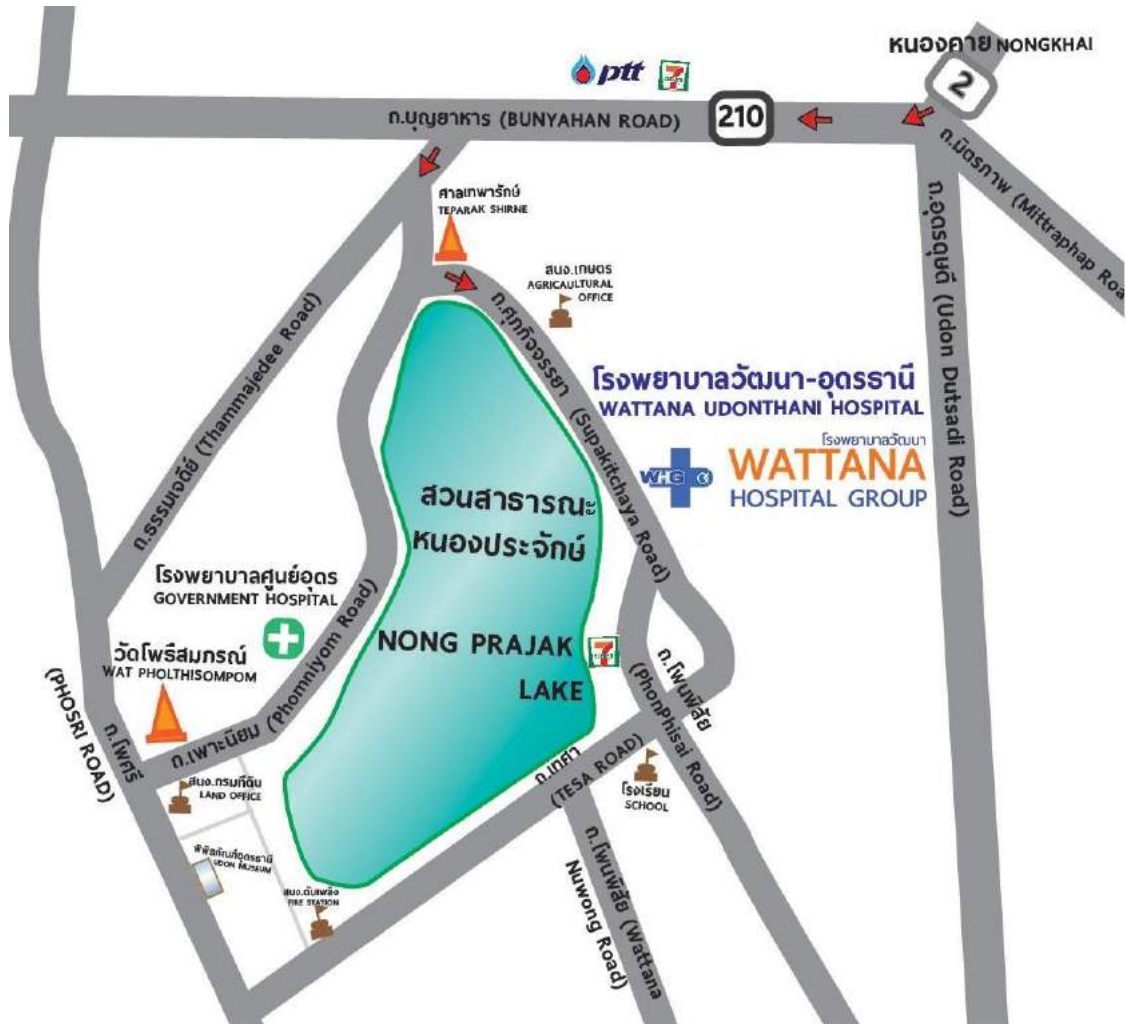 หนองคาย NONGKHAI
2
ptt
7
ถ.บุญยาหาร (BUNYAHAN ROAD)
210
ถ.มิตรภาพ (Mittraphap Roa
ศาลเทพารักษ์
TEPARAK SHIRNE
สนง.เกษตร
AGRICAULTURAL
OFFICE
ถ.อุดรดุษดี (Udon Dutsadi Road)
ถ.ศุภกิจจรรยา (Supakitchaya Road)
ถ.ธรรมเจดีย์ (Thammajedee Road)
โรงพยาบาลวัฒนา-อุดรธานี
WATTANA UDONTHANI HOSPITAL
โรงพยาบาลวัฒนา
WHG
WATTANA
HOSPITAL GROUP
สวนสาธารณะ
หนองประจักษ์
NONG PRAJAK
LAKE
7
โรงพยาบาลศูนย์อุดร
GOVERNMENT HOSPITAL
วัดโพธิสมภรณ์
WAT PHOLTHISOMPOM
ถ.เพาะนิยม (Phomniyom Road)
ถ.โพศรี
(PHOSRI ROAD)
สนง.กรมที่ดิน
LAND OFFICE
พิพิธภัณฑ์อุดรธานี
UDON MUSEUM
สนง.ดับเพลิง
FIRE STATION
ถ.เทศา
(TESA ROAD)
ถ.โพนพิสัย
(PhonPhisai Road)
โรงเรียน
SCHOOL
ถ.โพนพิสัย (Wattana
Nuwong Road)